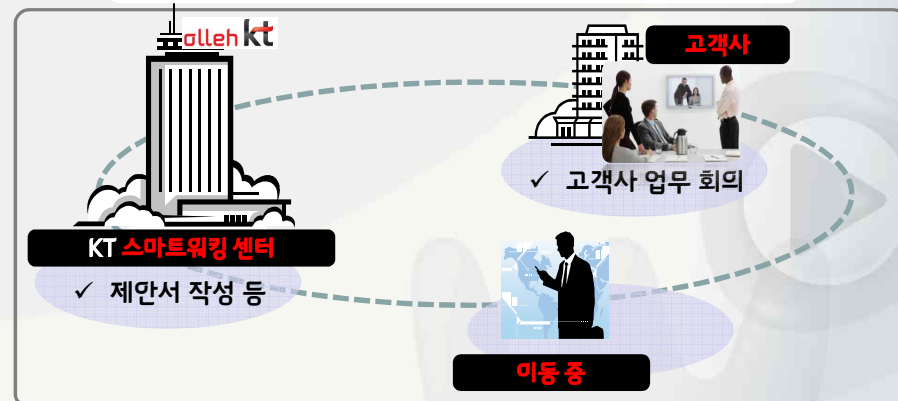 olleh kt
고객사
✓ 고객사 업무 회의
KT 스마트워킹 센터
✓ 제안서 작성 등
이동 중